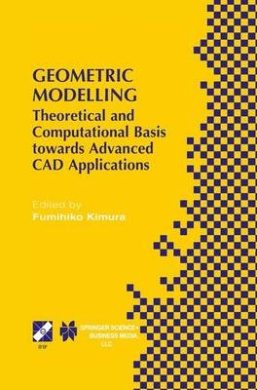 GEOMETRIC
MODELLING
Theoretical and
Computational Basis
towards Advanced
CAD Applications
Edited by
Fumihiko Kimura
ifip
SPRINGER SCIENCE+
BUSINESS MEDIA,
LLC